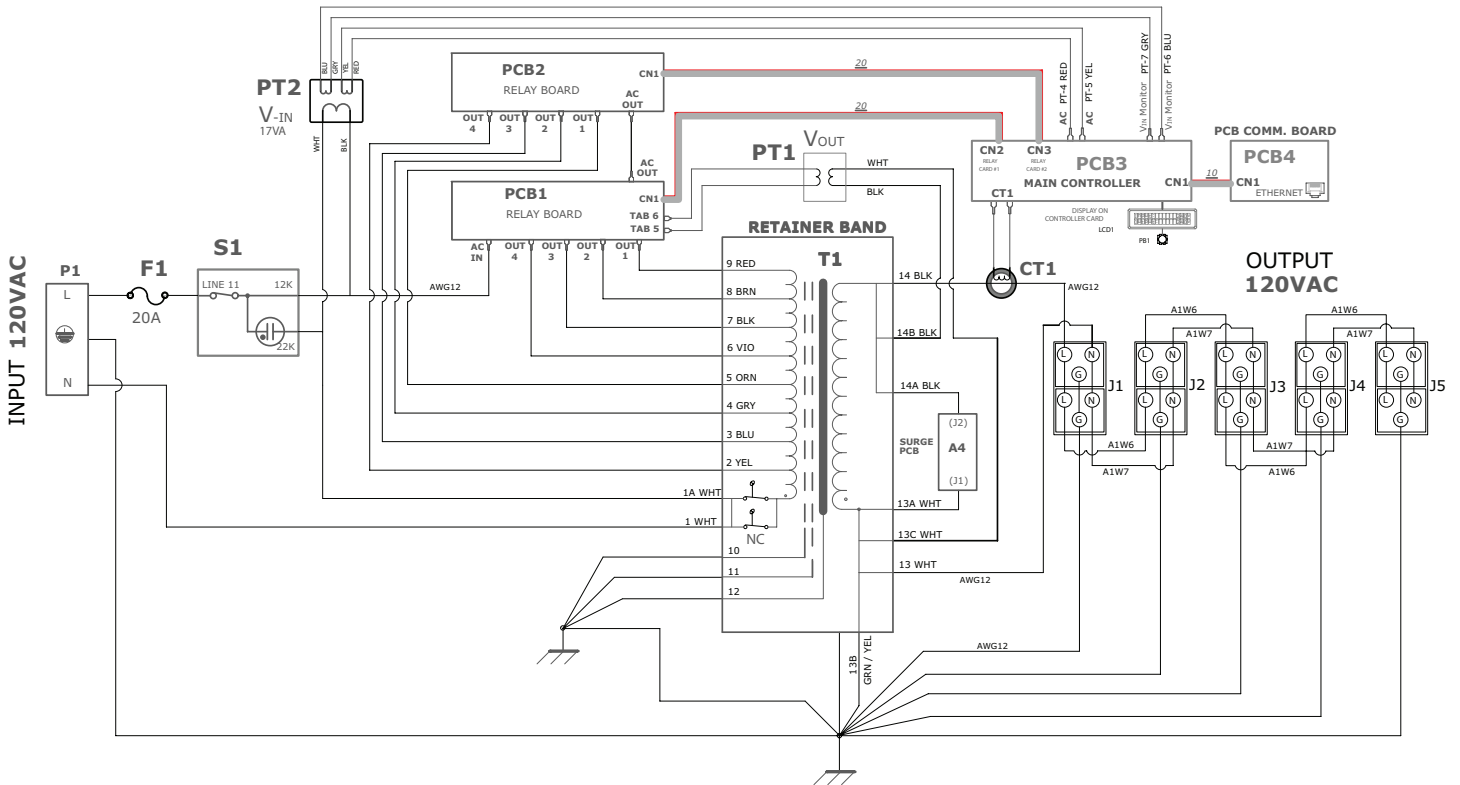 BLU
GRY
YEL
RED
PT2
V-IN
17VA
WHT
BLK
PCB2
RELAY BOARD
CN1
AC
OUT
OUT
4
OUT
3
OUT
2
OUT
1
20
20
AC
OUT
PCB1
RELAY BOARD
CN1
TAB 6
TAB 5
AC
IN
OUT
4
OUT
3
OUT
2
OUT
1
PT1
VOUT
WHT
BLK
AC PT-4 RED
AC PT-5 YEL
VIN Monitor PT-7 GRY
VIN Monitor PT-6 BLU
CN2
RELAY
CARD #1
CN3
RELAY
CARD #2
PCB3
MAIN CONTROLLER
CT1
CN1
10
PCB COMM. BOARD
PCB4
CN1
ETHERNET
DISPLAY ON
CONTROLLER CARD
LCD1
PB1
INPUT 120VAC
P1
L
N
F1
20A
S1
LINE 11
12K
22K
AWG12
RETAINER BAND
T1
9 RED
8 BRN
7 BLK
6 VIO
5 ORN
4 GRY
3 BLU
2 YEL
1A WHT
1 WHT
NC
10
11
12
14 BLK
14B BLK
14A BLK
SURGE
PCB
(J2)
A4
(J1)
13A WHT
13C WHT
13 WHT
AWG12
13B
GRN / YEL
CT1
AWG12
OUTPUT
120VAC
A1W6
A1W7
A1W6
A1W7
L
N
G
L
N
G
J1
L
N
G
L
N
G
J2
L
N
G
L
N
G
J3
L
N
G
L
N
G
J4
L
N
G
L
N
G
J5
A1W6
A1W7
A1W7
A1W6
AWG12